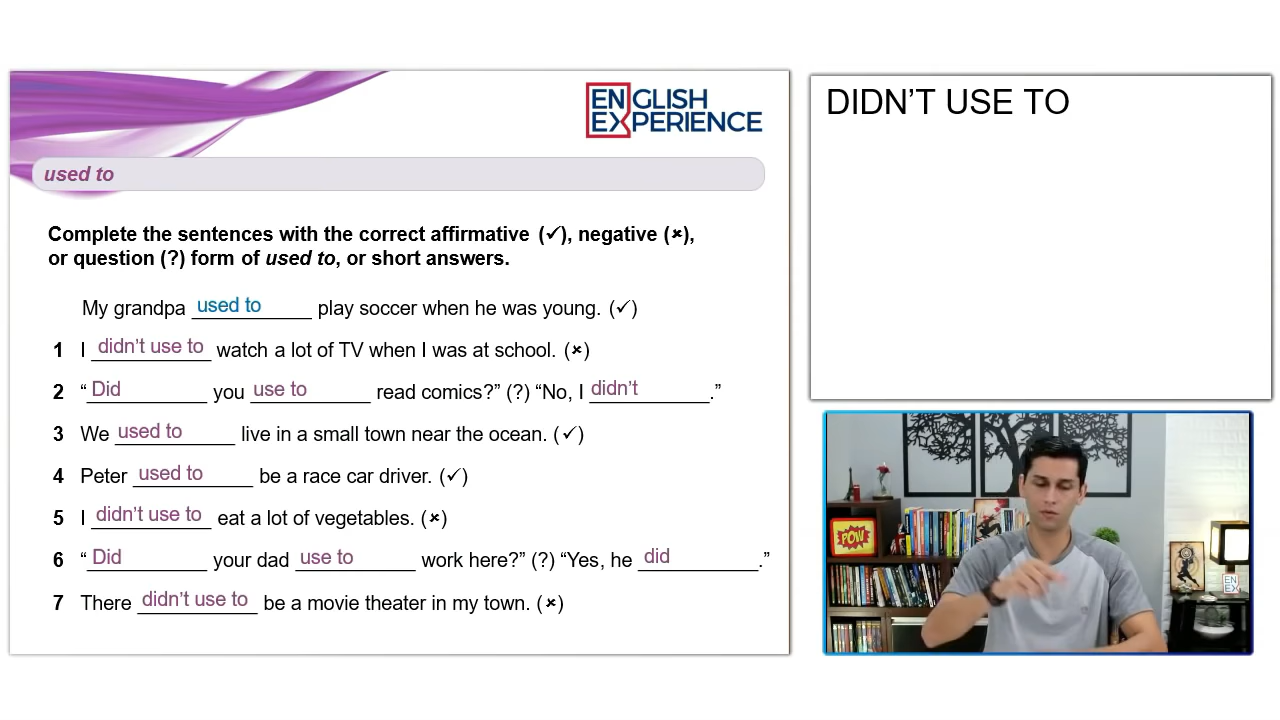 ENGLISH
EXPERIENCE
used to
Complete the sentences with the correct affirmative (✓), negative (×),
or question (?) form of used to, or short answers.
My grandpa used to play soccer when he was young. (✓)
1 I didn’t use to watch a lot of TV when I was at school. (×)
2 “Did you use to read comics?” (?) “No, I didn’t.”
3 We used to live in a small town near the ocean. (✓)
4 Peter used to be a race car driver. (✓)
5 I didn’t use to eat a lot of vegetables. (×)
6 “Did your dad use to work here?” (?) “Yes, he did.”
7 There didn’t use to be a movie theater in my town. (×)
DIDN’T USE TO
POW
EN
EX